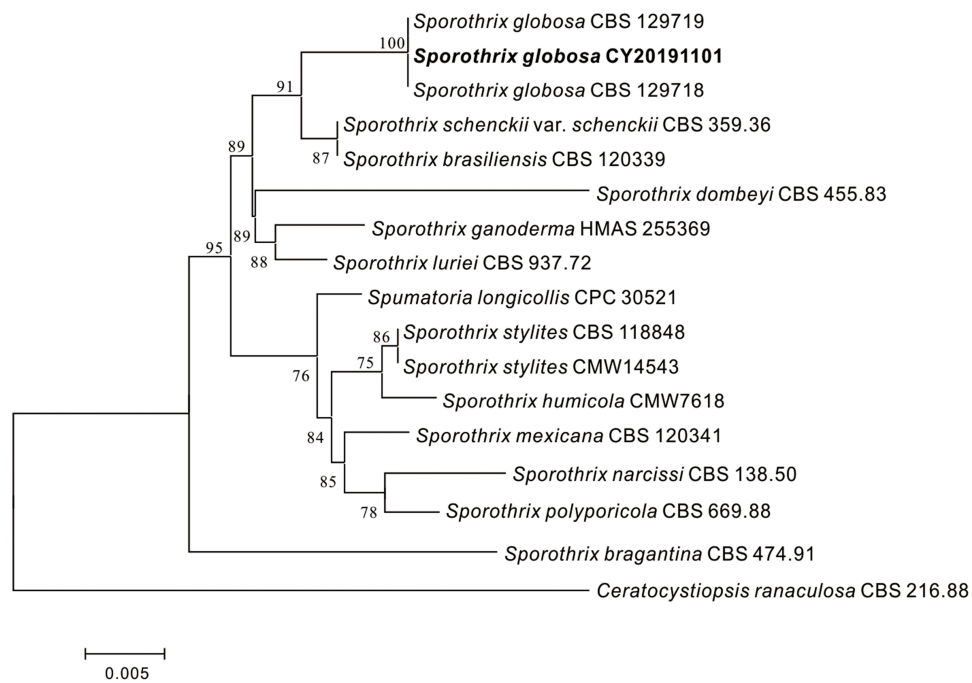 Sporothrix globosa CBS 129719
100
Sporothrix globosa CY20191101
91
Sporothrix globosa CBS 129718
Sporothrix schenckii var. schenckii CBS 359.36
89
87
Sporothrix brasiliensis CBS 120339
Sporothrix dombeyi CBS 455.83
Sporothrix ganoderma HMAS 255369
89
95
88
Sporothrix luriei CBS 937.72
Spumatoria longicollis CPC 30521
86
Sporothrix stylites CBS 118848
75
Sporothrix stylites CMW14543
76
Sporothrix humicola CMW7618
84
Sporothrix mexicana CBS 120341
Sporothrix narcissi CBS 138.50
85
78
Sporothrix polyporicola CBS 669.88
Sporothrix bragantina CBS 474.91
Ceratocystiopsis ranaculosa CBS 216.88
0.005